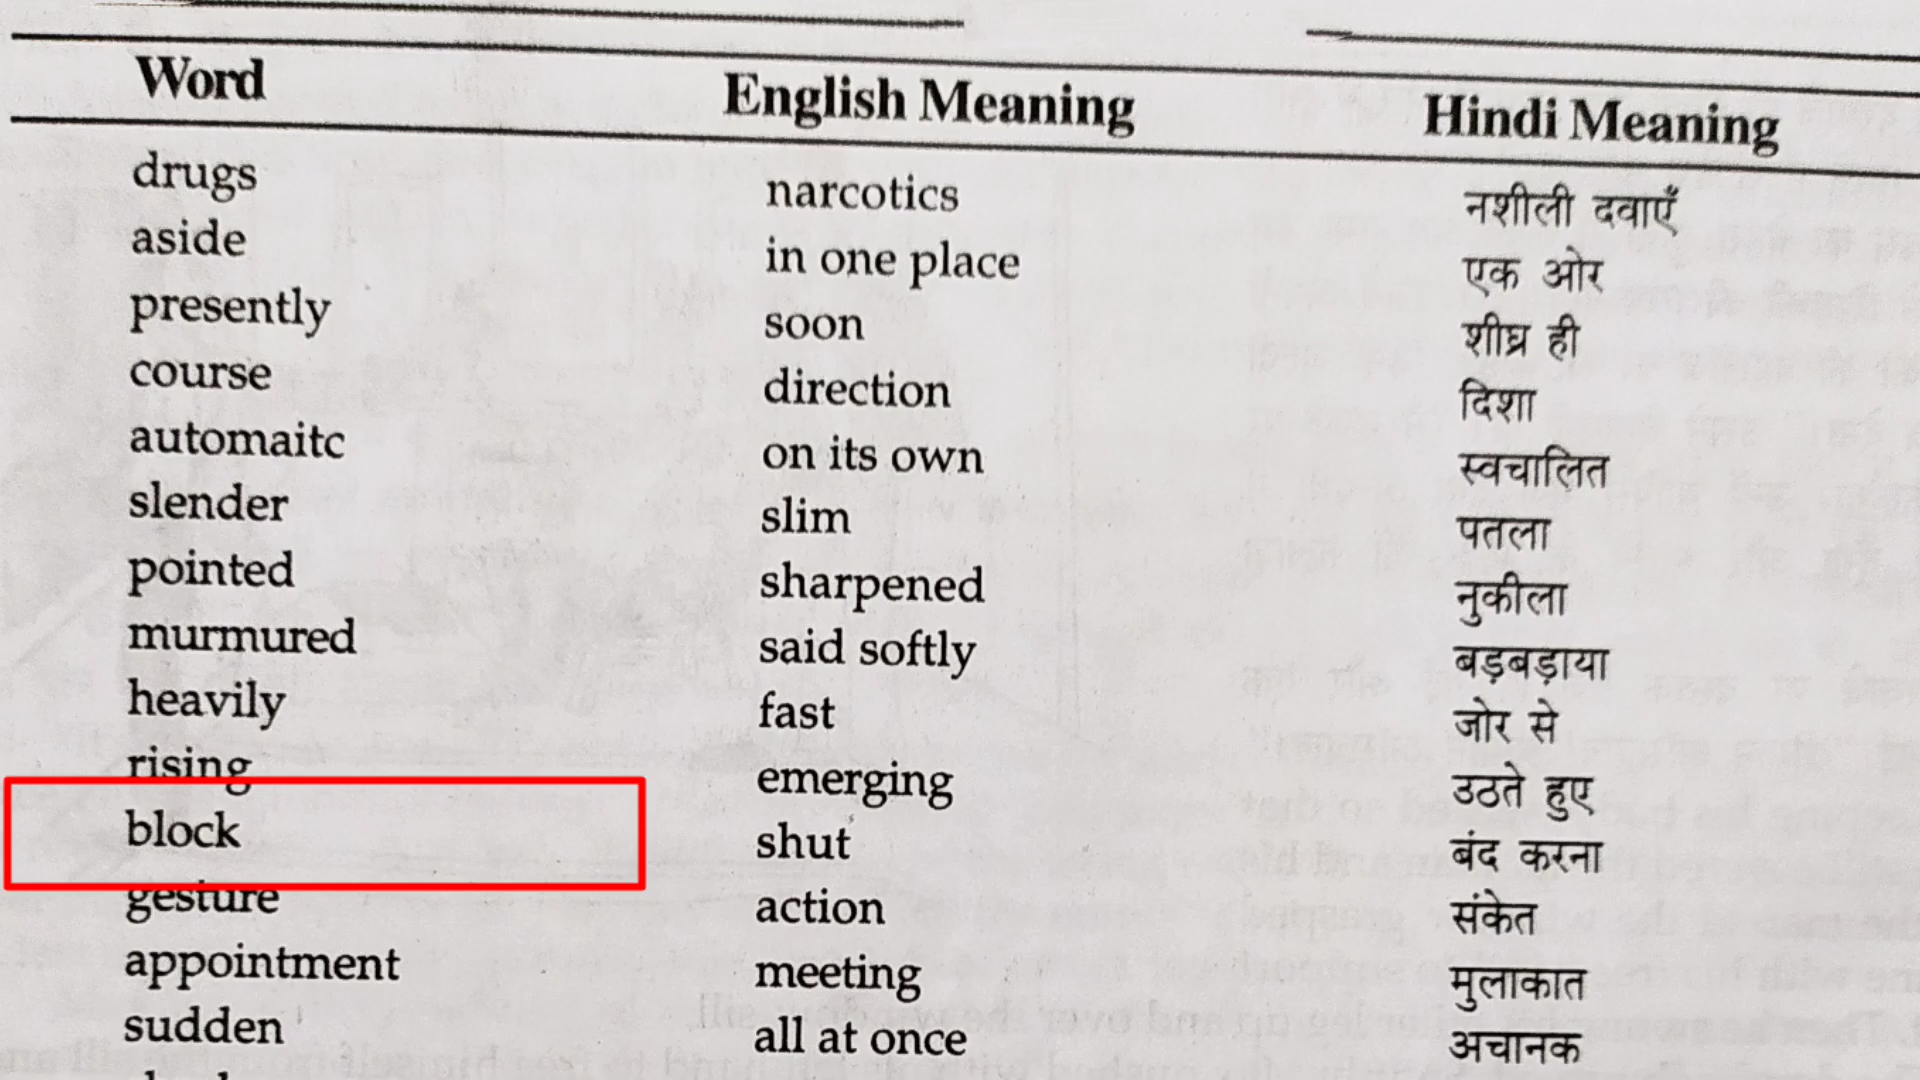 Word English Meaning Hindi Meaning
drugs narcotics नशीली दवाएँ
aside in one place एक ओर
presently soon शीघ्र ही
course direction दिशा
automaitc on its own स्वचालित
slender slim पतला
pointed sharpened नुकीला
murmured said softly बड़बड़ाया
heavily fast जोर से
rising emerging उठते हुए
block shut बंद करना
gesture action संकेत
appointment meeting मुलाकात
sudden all at once अचानक